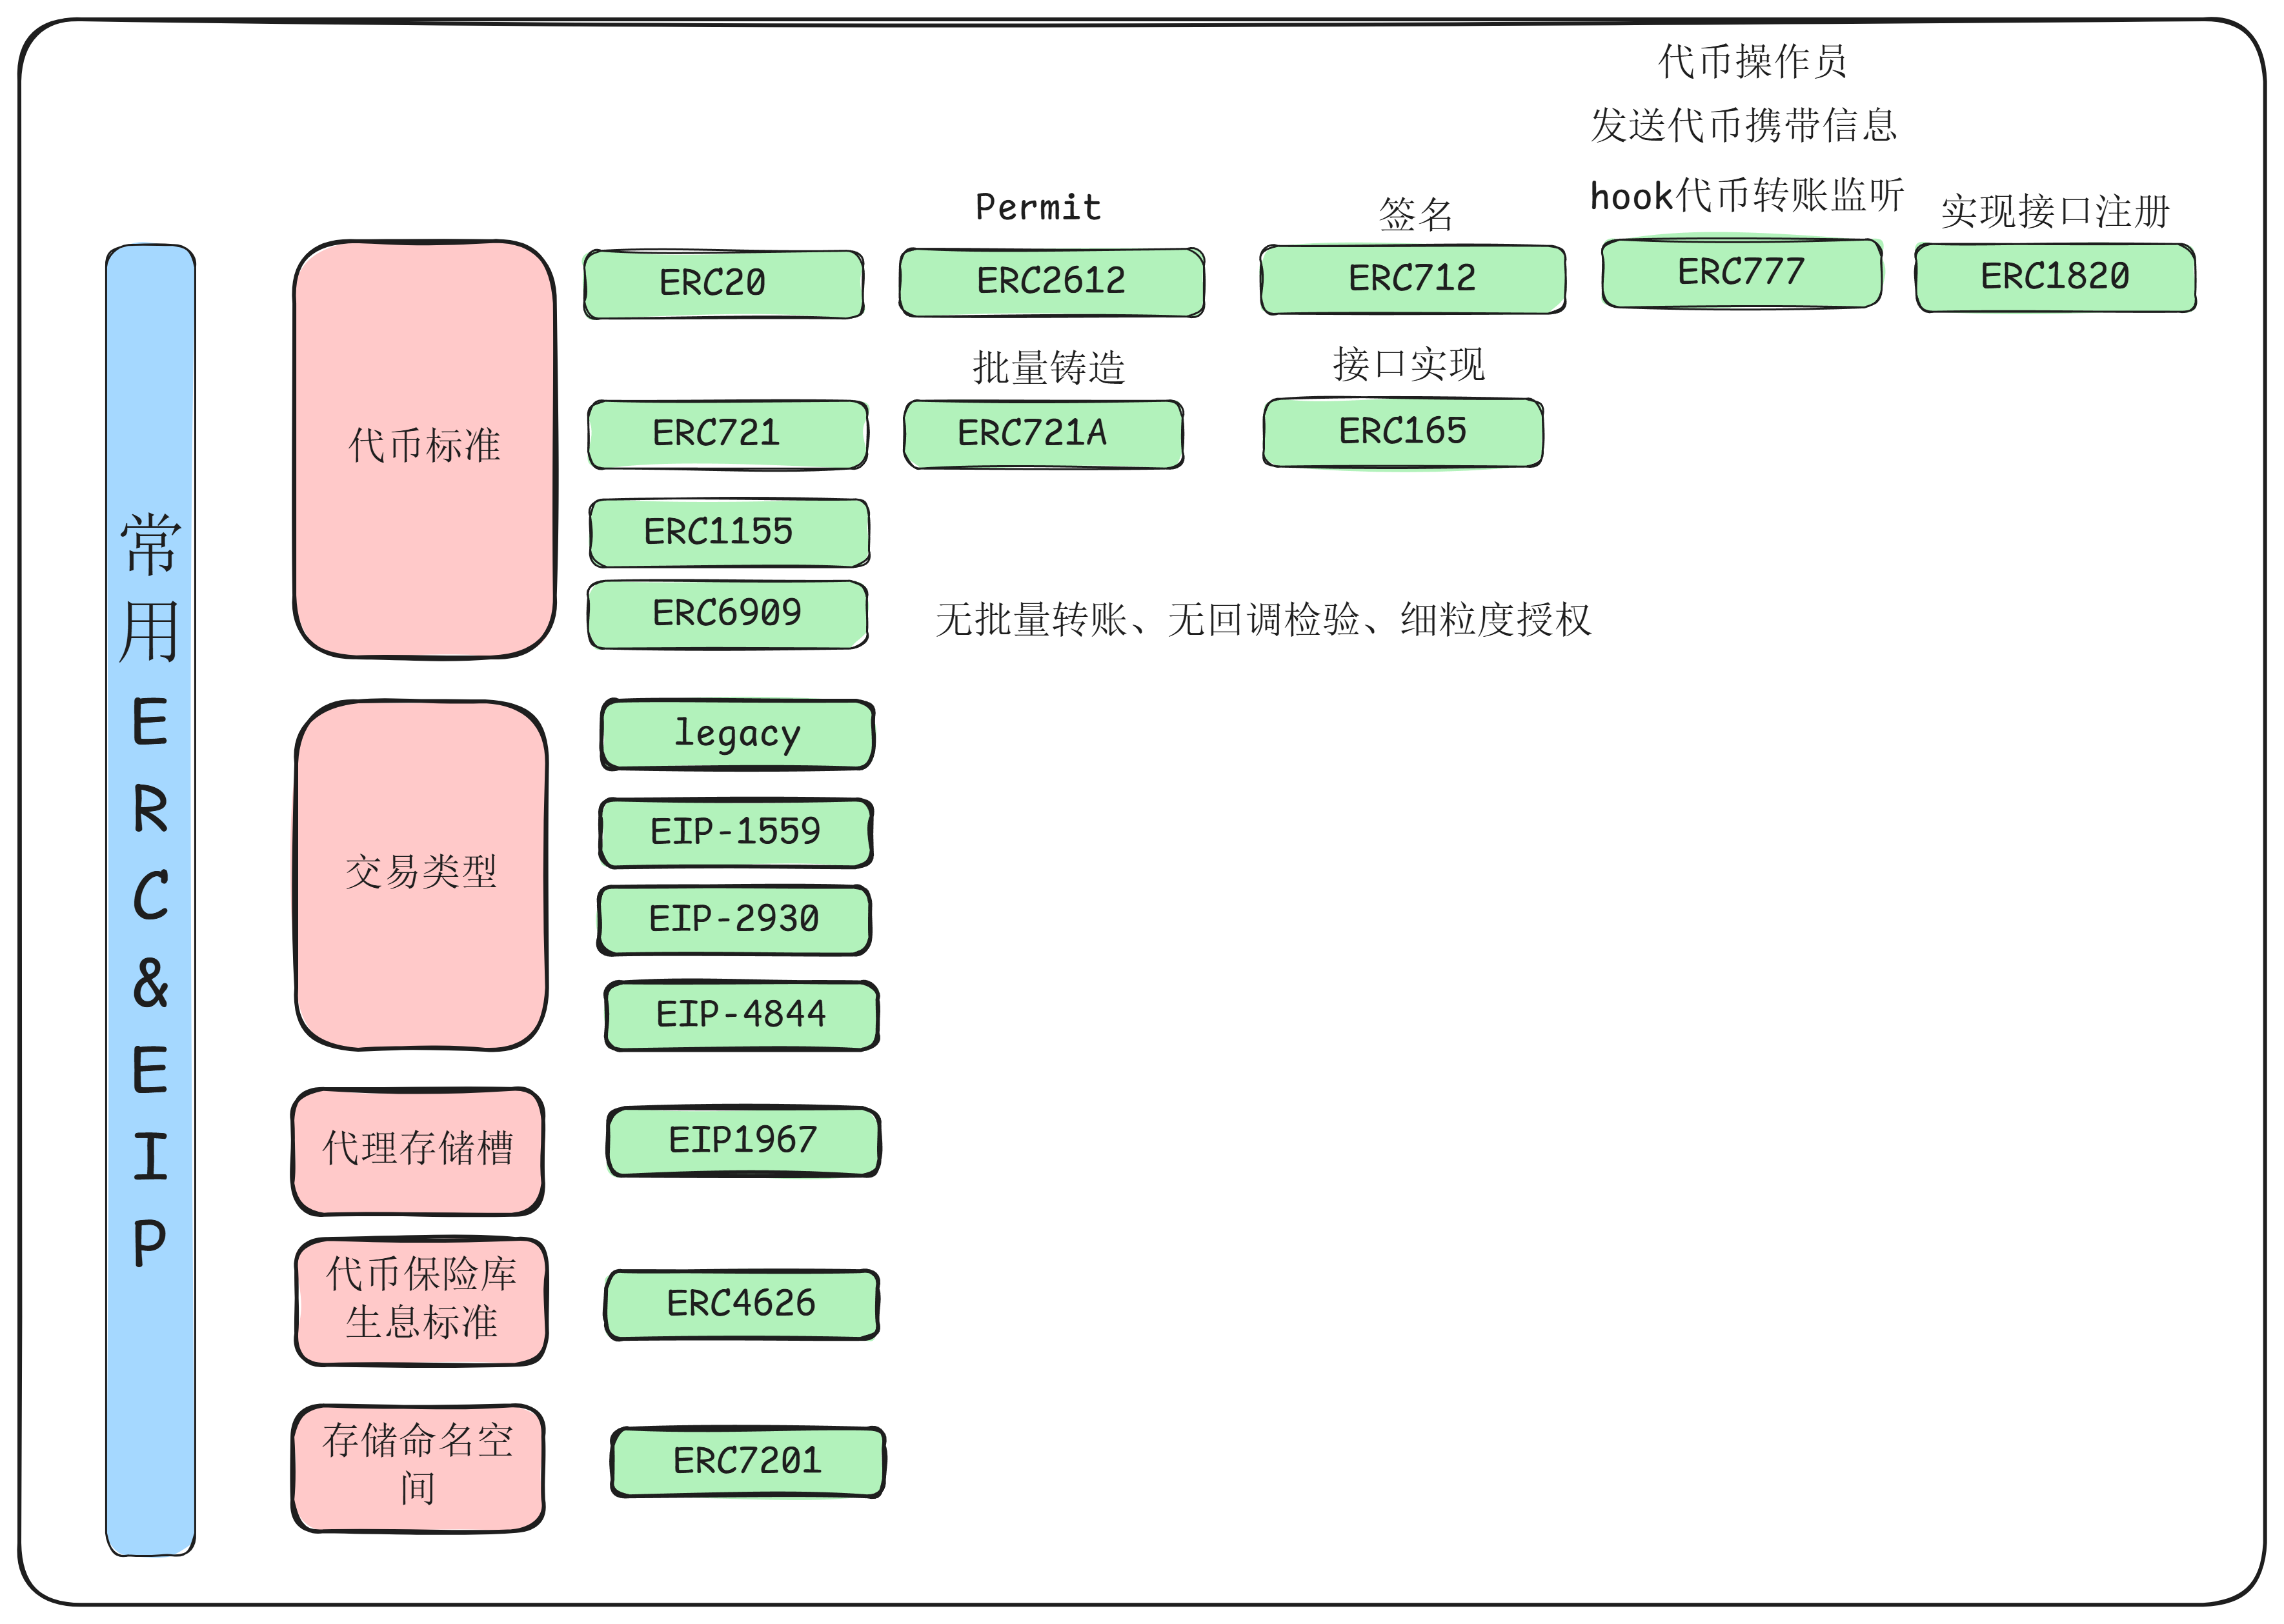 常
用
E
R
C
&
E
I
P
代币标准
ERC20
Permit
ERC2612
签名
ERC712
代币操作员
发送代币携带信息
hook代币转账监听
ERC777
实现接口注册
ERC1820
ERC721
批量铸造
ERC721A
接口实现
ERC165
ERC1155
ERC6909
无批量转账、无回调检验、细粒度授权
交易类型
legacy
EIP-1559
EIP-2930
EIP-4844
代理存储槽
EIP1967
代币保险库
生息标准
ERC4626
存储命名空
间
ERC7201